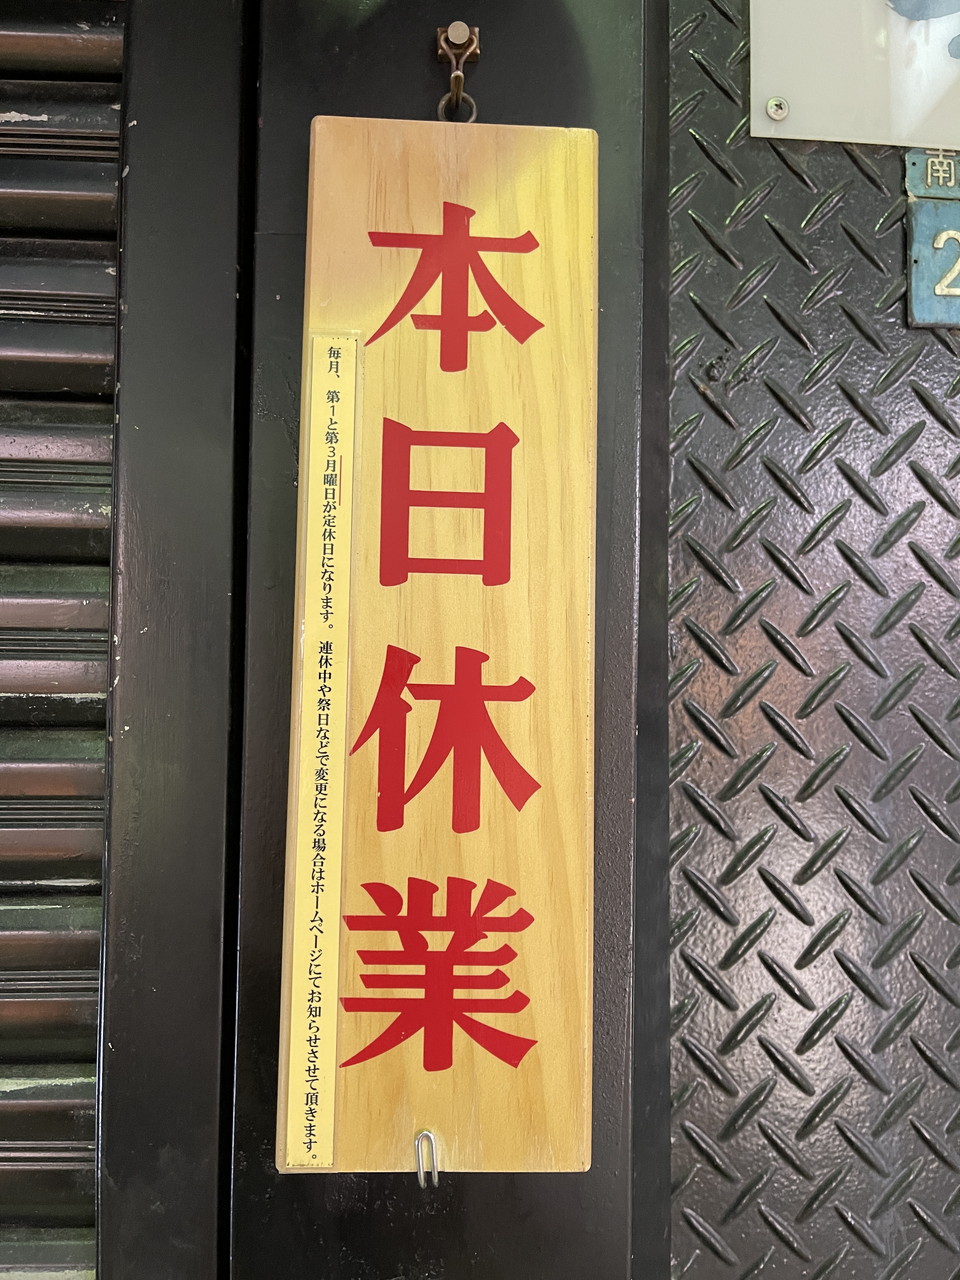 本日休業
毎月、第1と第3月曜日が定休日になります。連休中や祭日などで変更になる場合はホームページにてお知らせさせて頂きます。
南
2